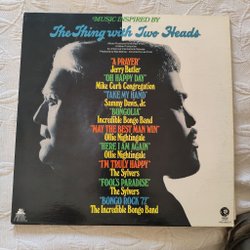 MUSIC INSPIRED BY
The Thing with Two Heads
"A PRAYER"
Jerry Butler
"OH HAPPY DAY"
Mike Curb Congregation
"TAKE MY HAND"
Sammy Davis, Jr.
"BONGOLIA"
Incredible Bongo Band
"MAY THE BEST MAN WIN"
Ollie Nightingale
"HERE I AM AGAIN"
Ollie Nightingale
"I'M TRULY HAPPY"
The Sylvers
"FOOL'S PARADISE"
The Sylvers
"BONGO ROCK '73"
The Incredible Bongo Band